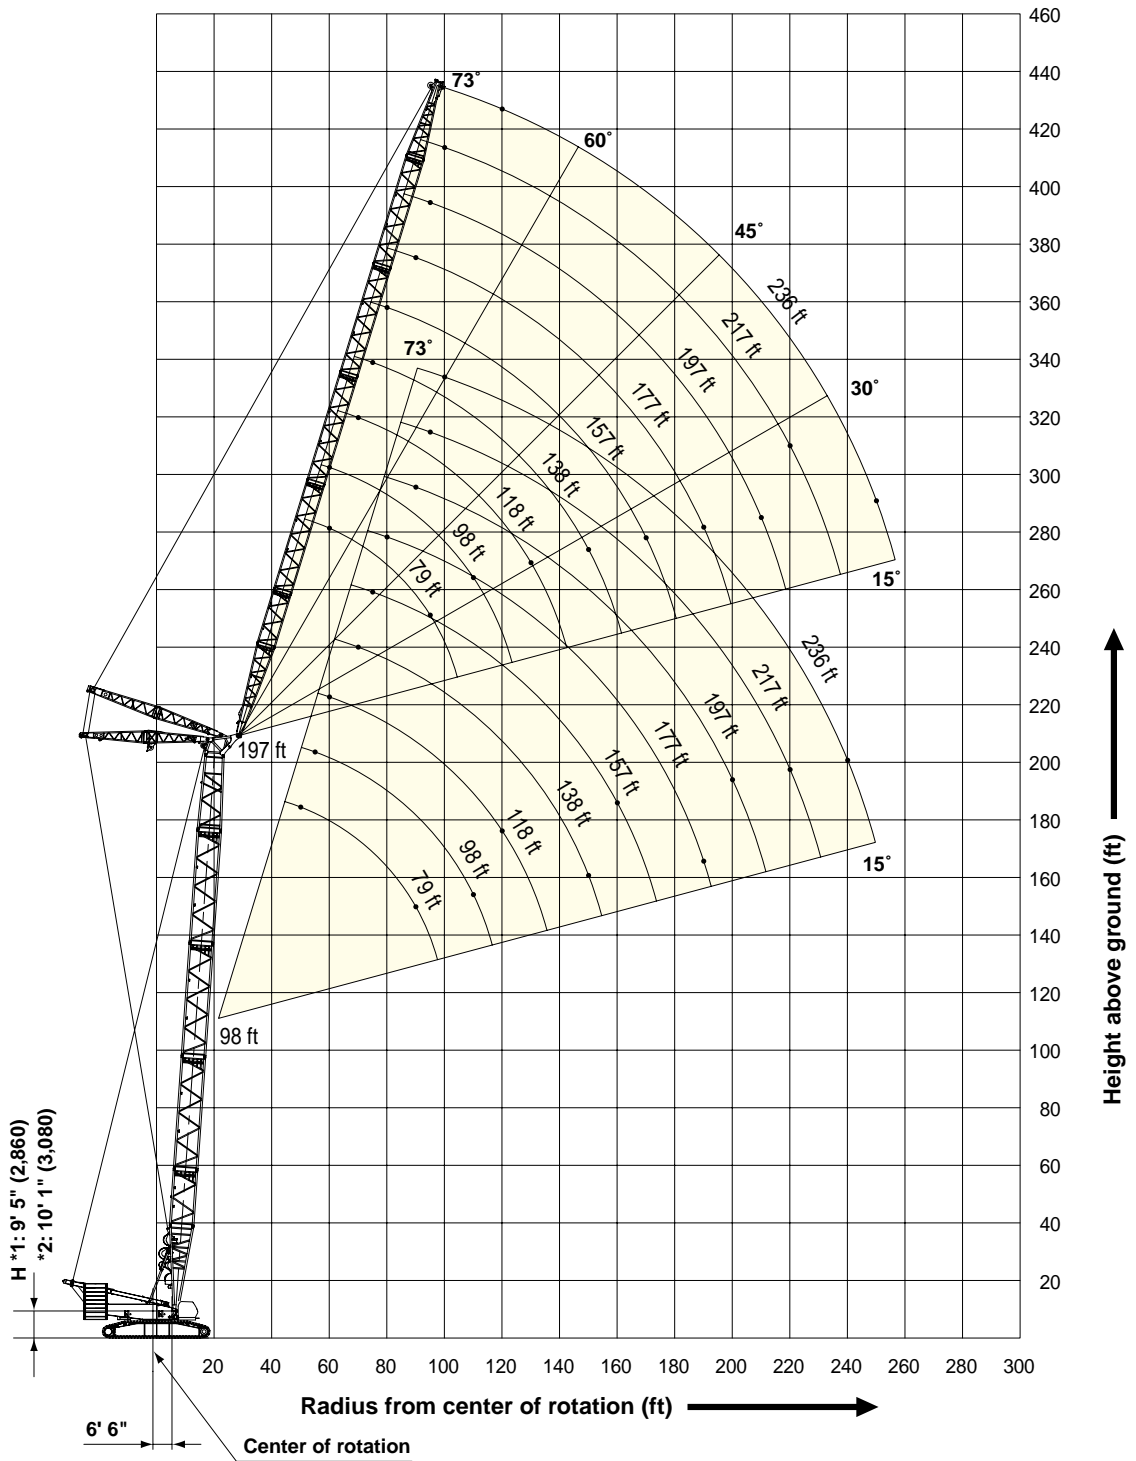 460
440
73˚
420
60˚
400
45˚
380
360
236 ft
340
217 ft
73˚
197 ft
30˚
320
177 ft
157 ft
300
138 ft
118 ft
280
98 ft
79 ft
15˚
260
240
236 ft
220
217 ft
197 ft
197 ft
177 ft
200
157 ft
138 ft
180
118 ft
98 ft
15˚
79 ft
160
140
120
98 ft
100
80
60
40
20
Height above ground (ft)
H *1: 9' 5" (2,860)
*2: 10' 1" (3,080)
20 40 60 80 100 120 140 160 180 200 220 240 260 280 300
Radius from center of rotation (ft)
6' 6"
Center of rotation